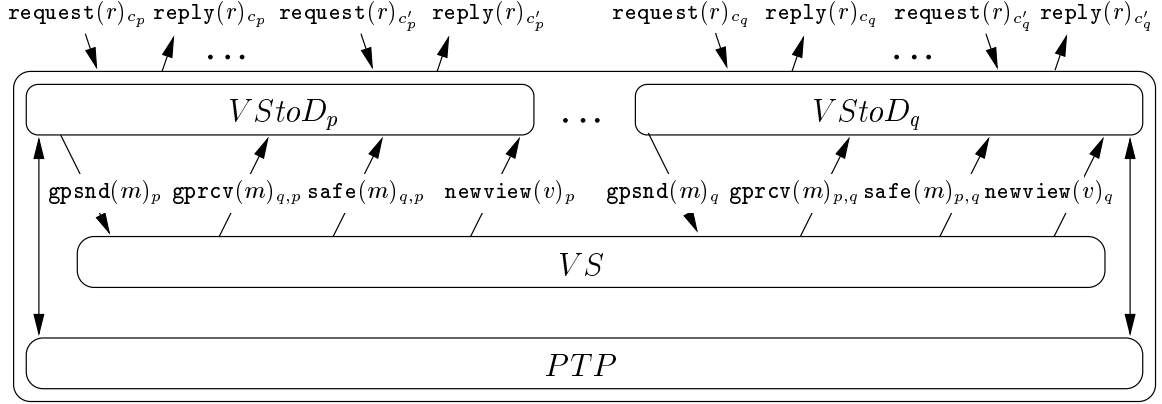 request(r)_{c_p} reply(r)_{c_p} request(r)_{c'_p} reply(r)_{c'_p} request(r)_{c_q} reply(r)_{c_q} request(r)_{c'_q} reply(r)_{c'_q}
... ...
VStoD_p ... VStoD_q
gpsnd(m)_p gprcv(m)_{q,p} safe(m)_{q,p} newview(v)_p gpsnd(m)_q gprcv(m)_{p,q} safe(m)_{p,q} newview(v)_q
VS
PTP